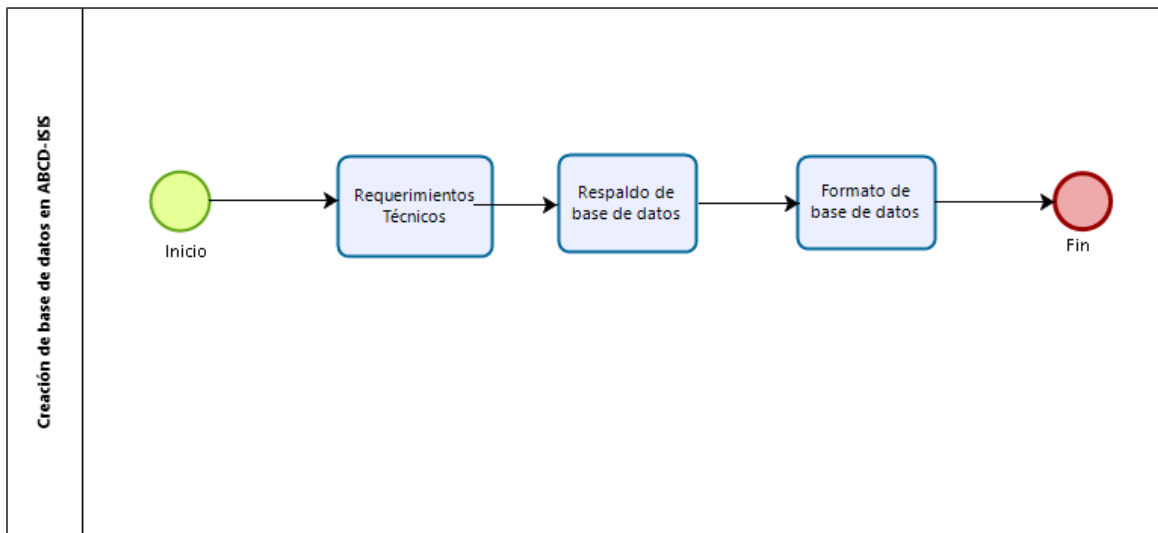 Creación de base de datos en ABCD-ISIS
Inicio
Requerimientos
Técnicos
Respaldo de
base de datos
Formato de
base de datos
Fin